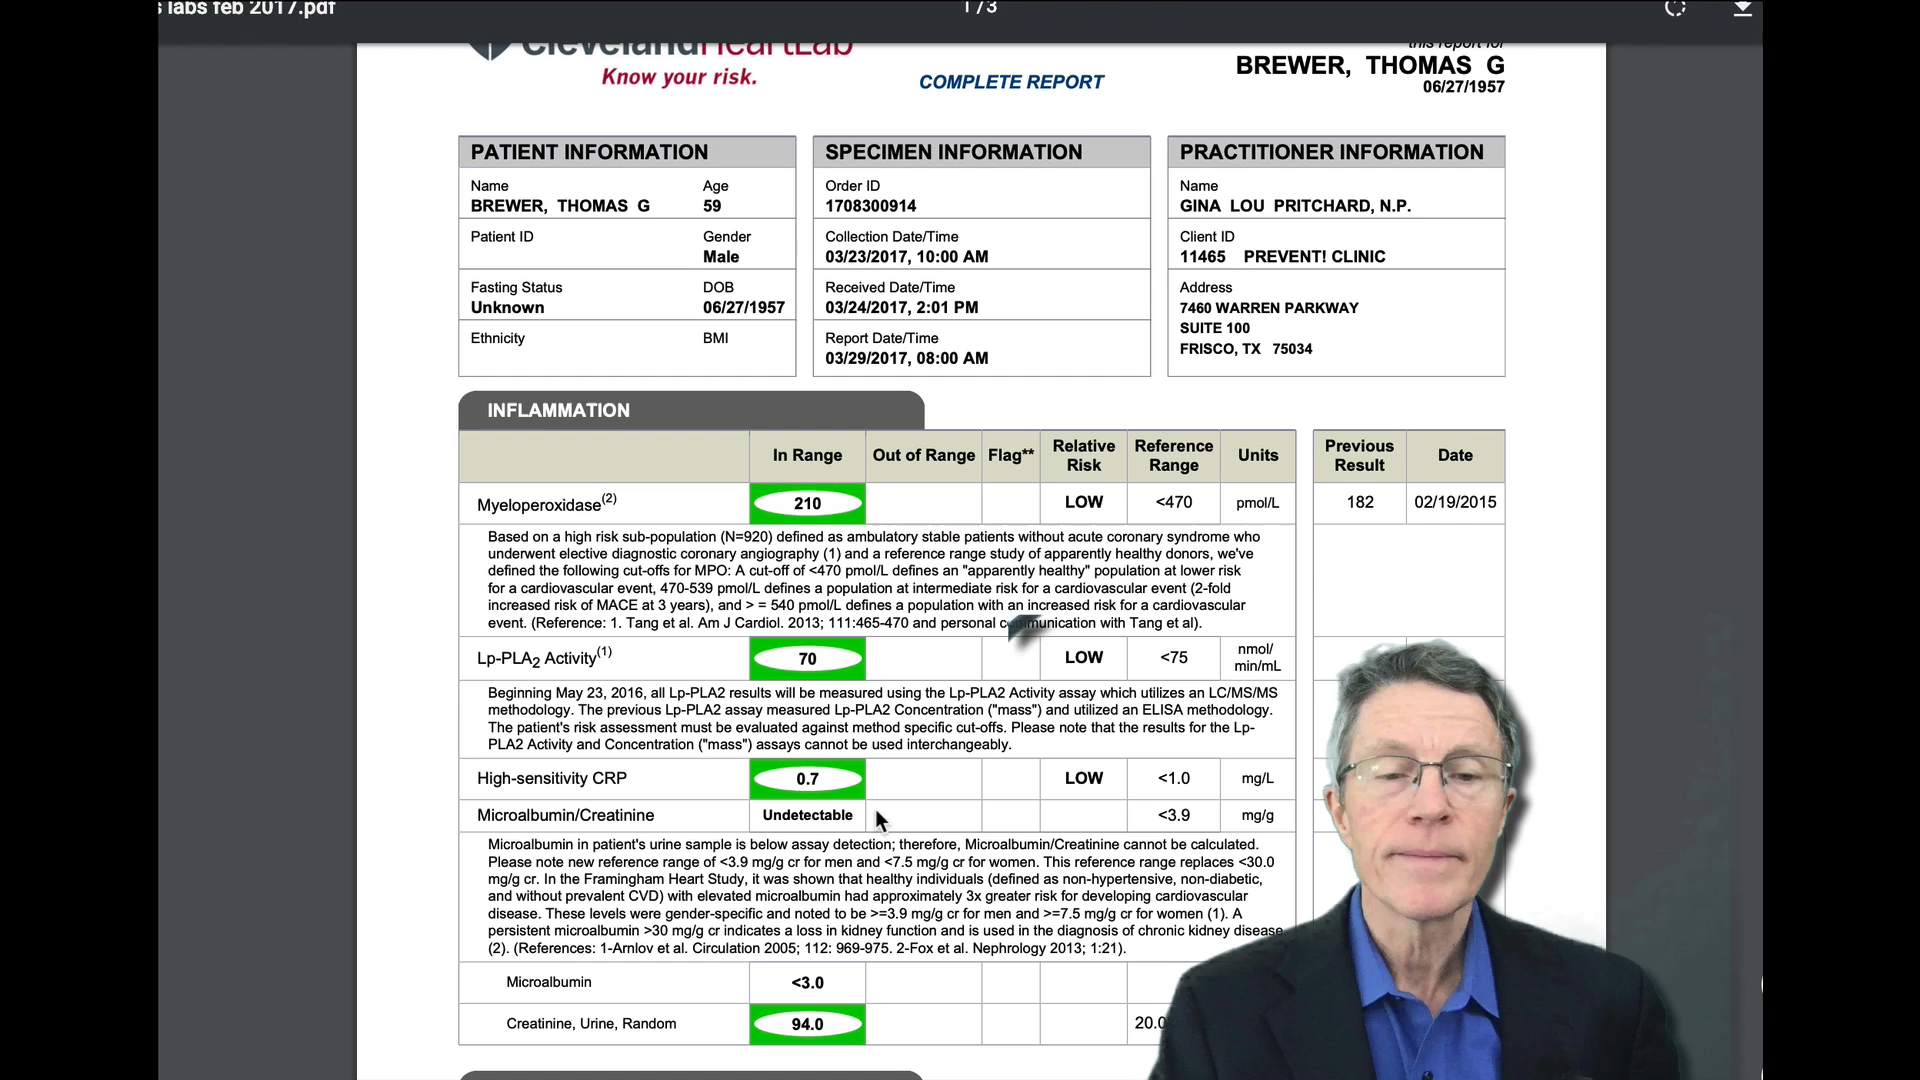 s labs feb 2017.pdf
1 / 3
ClevelandHeartLab
Know your risk.
COMPLETE REPORT
this report for
BREWER, THOMAS G
06/27/1957
PATIENT INFORMATION
Name
Age
BREWER, THOMAS G
59
Patient ID
Gender
Male
Fasting Status
DOB
Unknown
06/27/1957
Ethnicity
BMI
SPECIMEN INFORMATION
Order ID
1708300914
Collection Date/Time
03/23/2017, 10:00 AM
Received Date/Time
03/24/2017, 2:01 PM
Report Date/Time
03/29/2017, 08:00 AM
PRACTITIONER INFORMATION
Name
GINA LOU PRITCHARD, N.P.
Client ID
11465 PREVENT! CLINIC
Address
7460 WARREN PARKWAY
SUITE 100
FRISCO, TX 75034
INFLAMMATION
In Range
Out of Range
Flag**
Relative
Risk
Reference
Range
Units
Previous
Result
Date
Myeloperoxidase(2)
210
LOW
<470
pmol/L
182
02/19/2015
Based on a high risk sub-population (N=920) defined as ambulatory stable patients without acute coronary syndrome who
underwent elective diagnostic coronary angiography (1) and a reference range study of apparently healthy donors, we've
defined the following cut-offs for MPO: A cut-off of <470 pmol/L defines an "apparently healthy" population at lower risk
for a cardiovascular event, 470-539 pmol/L defines a population at intermediate risk for a cardiovascular event (2-fold
increased risk of MACE at 3 years), and > = 540 pmol/L defines a population with an increased risk for a cardiovascular
event. (Reference: 1. Tang et al. Am J Cardiol. 2013; 111:465-470 and personal communication with Tang et al).
Lp-PLA2 Activity(1)
70
LOW
<75
nmol/
min/mL
Beginning May 23, 2016, all Lp-PLA2 results will be measured using the Lp-PLA2 Activity assay which utilizes an LC/MS/MS
methodology. The previous Lp-PLA2 assay measured Lp-PLA2 Concentration ("mass") and utilized an ELISA methodology.
The patient's risk assessment must be evaluated against method specific cut-offs. Please note that the results for the Lp-
PLA2 Activity and Concentration ("mass") assays cannot be used interchangeably.
High-sensitivity CRP
0.7
LOW
<1.0
mg/L
Microalbumin/Creatinine
Undetectable
<3.9
mg/g
Microalbumin in patient's urine sample is below assay detection; therefore, Microalbumin/Creatinine cannot be calculated.
Please note new reference range of <3.9 mg/g cr for men and <7.5 mg/g cr for women. This reference range replaces <30.0
mg/g cr. In the Framingham Heart Study, it was shown that healthy individuals (defined as non-hypertensive, non-diabetic,
and without prevalent CVD) with elevated microalbumin had approximately 3x greater risk for developing cardiovascular
disease. These levels were gender-specific and noted to be >=3.9 mg/g cr for men and >=7.5 mg/g cr for women (1). A
persistent microalbumin >30 mg/g cr indicates a loss in kidney function and is used in the diagnosis of chronic kidney disease
(2). (References: 1-Arnlov et al. Circulation 2005; 112: 969-975. 2-Fox et al. Nephrology 2013; 1:21).
Microalbumin
<3.0
Creatinine, Urine, Random
94.0
20.0